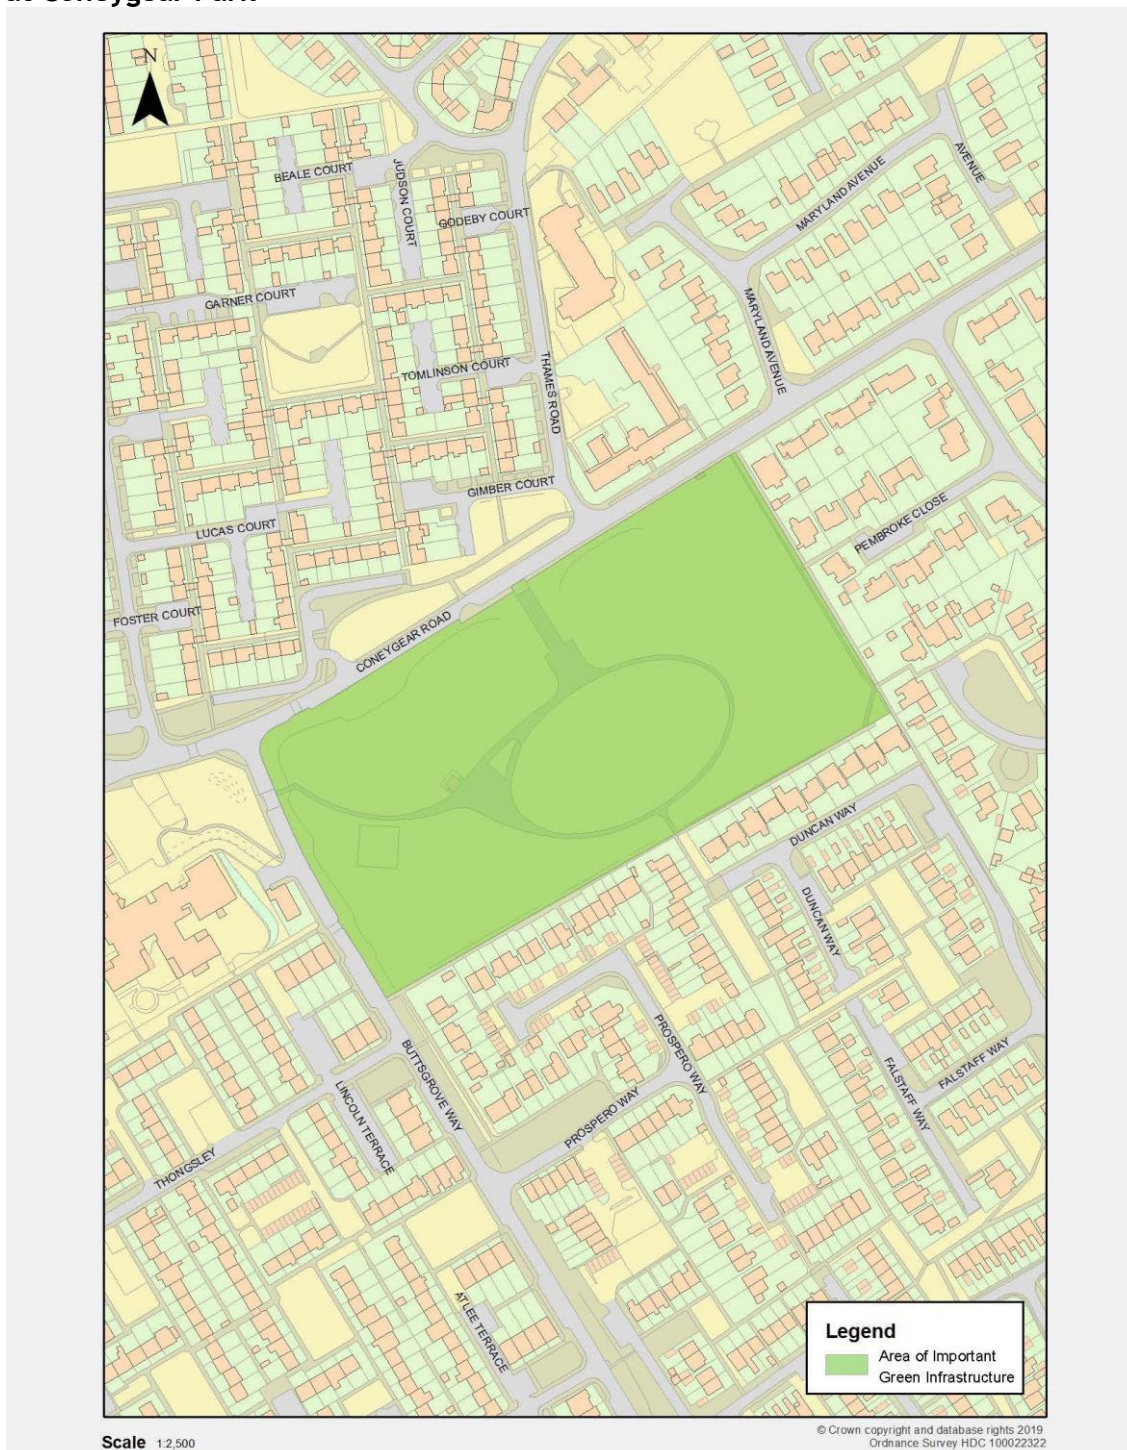 Coneygear Park
N
BEALE COURT
JUDSON COURT
GODEBY COURT
MARYLAND AVENUE
AVENUE
GARNER COURT
MARYLAND AVENUE
TOMLINSON COURT
THAMES ROAD
GIMBER COURT
LUCAS COURT
PEMBROKE CLOSE
FOSTER COURT
CONEYGEAR ROAD
DUNCAN WAY
DUNCAN WAY
PROSPERO WAY
BUTTSGROVE WAY
FALSTAFF WAY
FALSTAFF WAY
LINCOLN TERRACE
PROSPERO WAY
THONGSLEY
ATLEE TERRACE
Legend
Area of Important
Green Infrastructure
Scale 1:2,500
© Crown copyright and database rights 2019
Ordnance Survey HDC 100022322